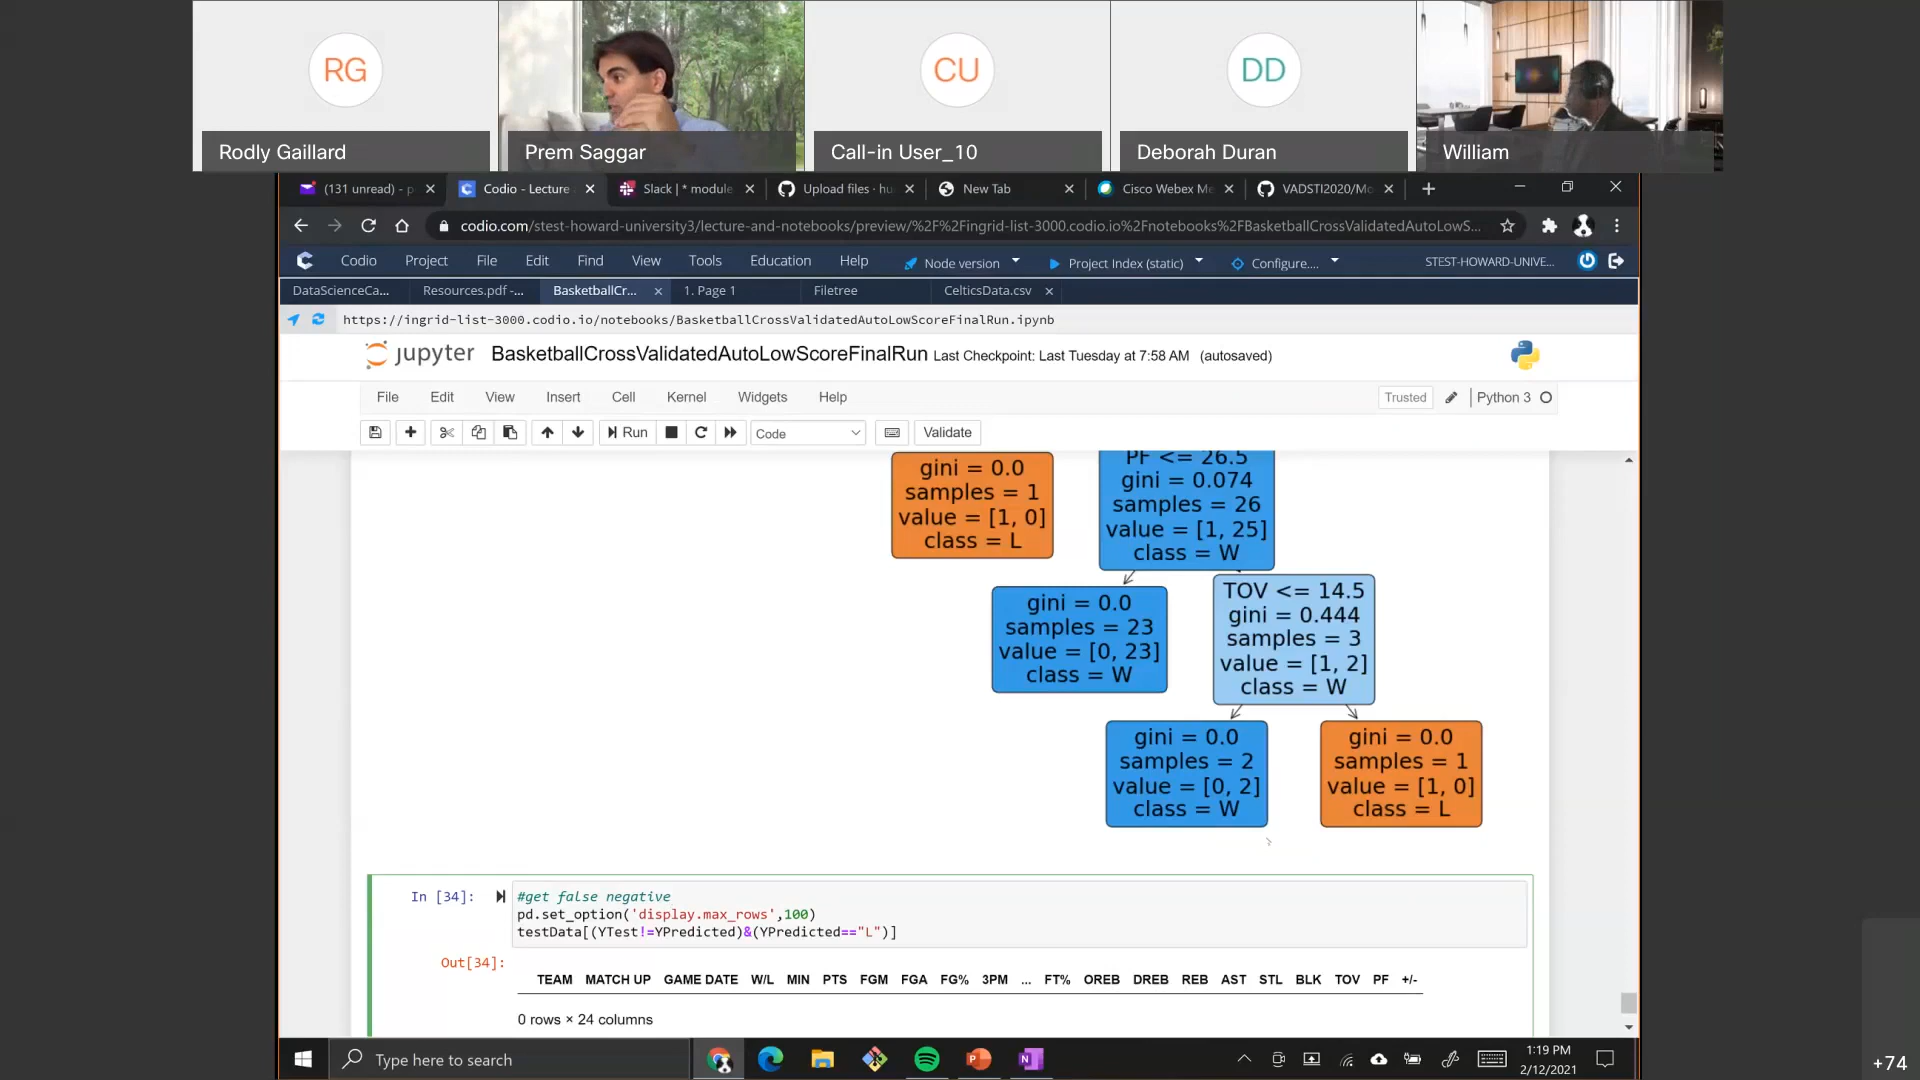 RG
Rodly Gaillard
Prem Saggar
CU
Call-in User_10
DD
Deborah Duran
William
(131 unread) - p
Codio - Lecture
Slack | * module
Upload files · hu
New Tab
Cisco Webex Me
VADSTI2020/Mo
codio.com/stest-howard-university3/lecture-and-notebooks/preview/%2F%2Fingrid-list-3000.codio.io%2Fnotebooks%2FBasketballCrossValidatedAutoLowS...
Codio Project File Edit Find View Tools Education Help Node version Project Index (static) Configure.... STEST-HOWARD-UNIVE...
DataScienceCa... Resources.pdf -... BasketballCr... 1. Page 1 Filetree CelticsData.csv
https://ingrid-list-3000.codio.io/notebooks/BasketballCrossValidatedAutoLowScoreFinalRun.ipynb
jupyter BasketballCrossValidatedAutoLowScoreFinalRun Last Checkpoint: Last Tuesday at 7:58 AM (autosaved)
File Edit View Insert Cell Kernel Widgets Help Trusted Python 3
Run Code Validate
gini = 0.0
samples = 1
value = [1, 0]
class = L
PF <= 26.5
gini = 0.074
samples = 26
value = [1, 25]
class = W
gini = 0.0
samples = 23
value = [0, 23]
class = W
TOV <= 14.5
gini = 0.444
samples = 3
value = [1, 2]
class = W
gini = 0.0
samples = 2
value = [0, 2]
class = W
gini = 0.0
samples = 1
value = [1, 0]
class = L
In [34]:
#get false negative
pd.set_option('display.max_rows',100)
testData[(YTest!=YPredicted)&(YPredicted=="L")]
Out[34]:
TEAM MATCH UP GAME DATE W/L MIN PTS FGM FGA FG% 3PM ... FT% OREB DREB REB AST STL BLK TOV PF +/-
0 rows × 24 columns
Type here to search
1:19 PM
2/12/2021
+74